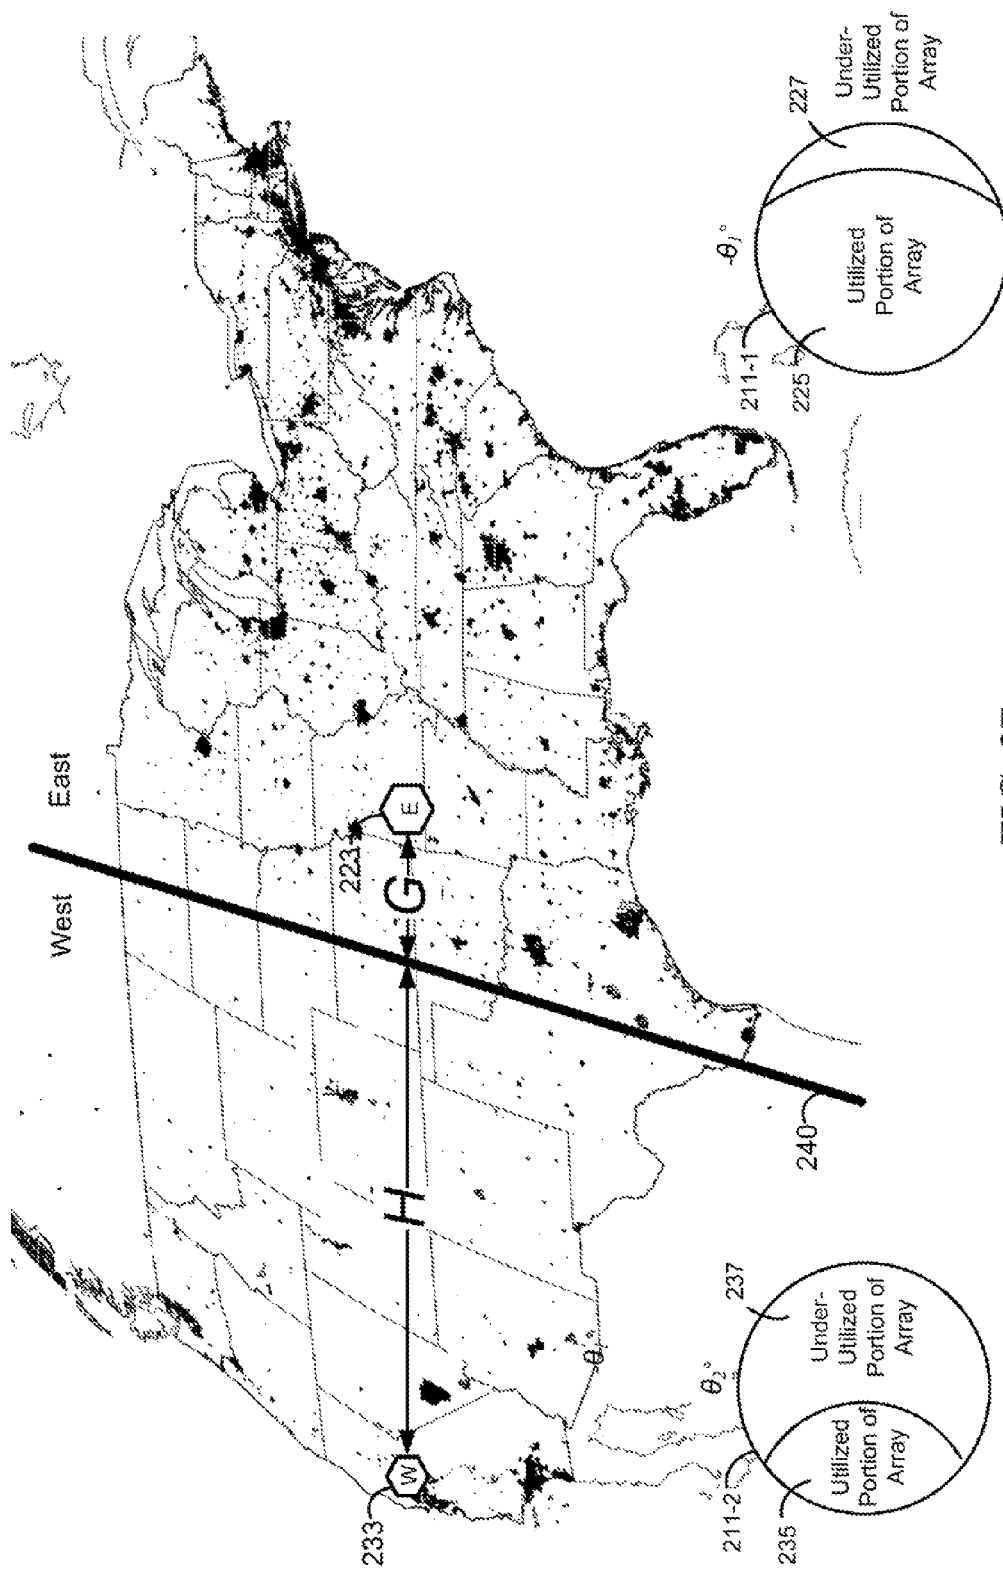 West
East
223
E
G
H
W
233
240
211-1
-θ₁°
225
Utilized
Portion of
Array
227
Under-
Utilized
Portion of
Array
211-2
θ₂°
235
Utilized
Portion of
Array
237
Under-
Utilized
Portion of
Array